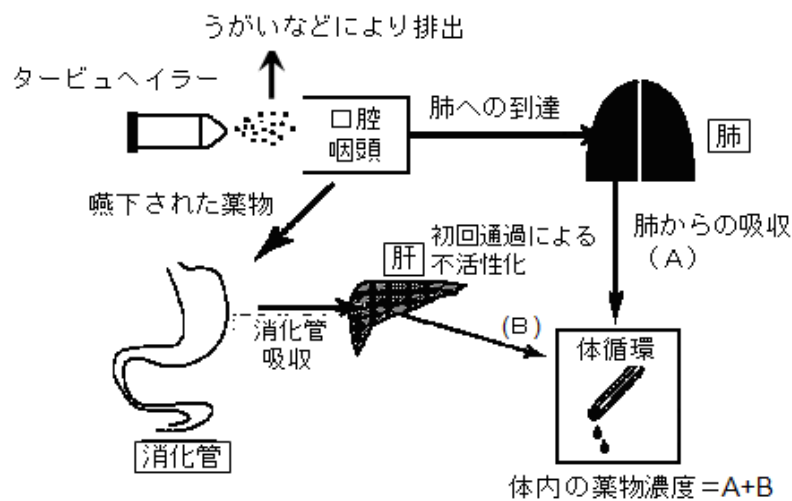 うがいなどにより排出
タービュヘイラー
口腔
咽頭
肺への到達
肺
嚥下された薬物
肺からの吸収
（A）
初回通過による
不活性化
肝
消化管
吸収
(B)
体循環
消化管
体内の薬物濃度＝A+B